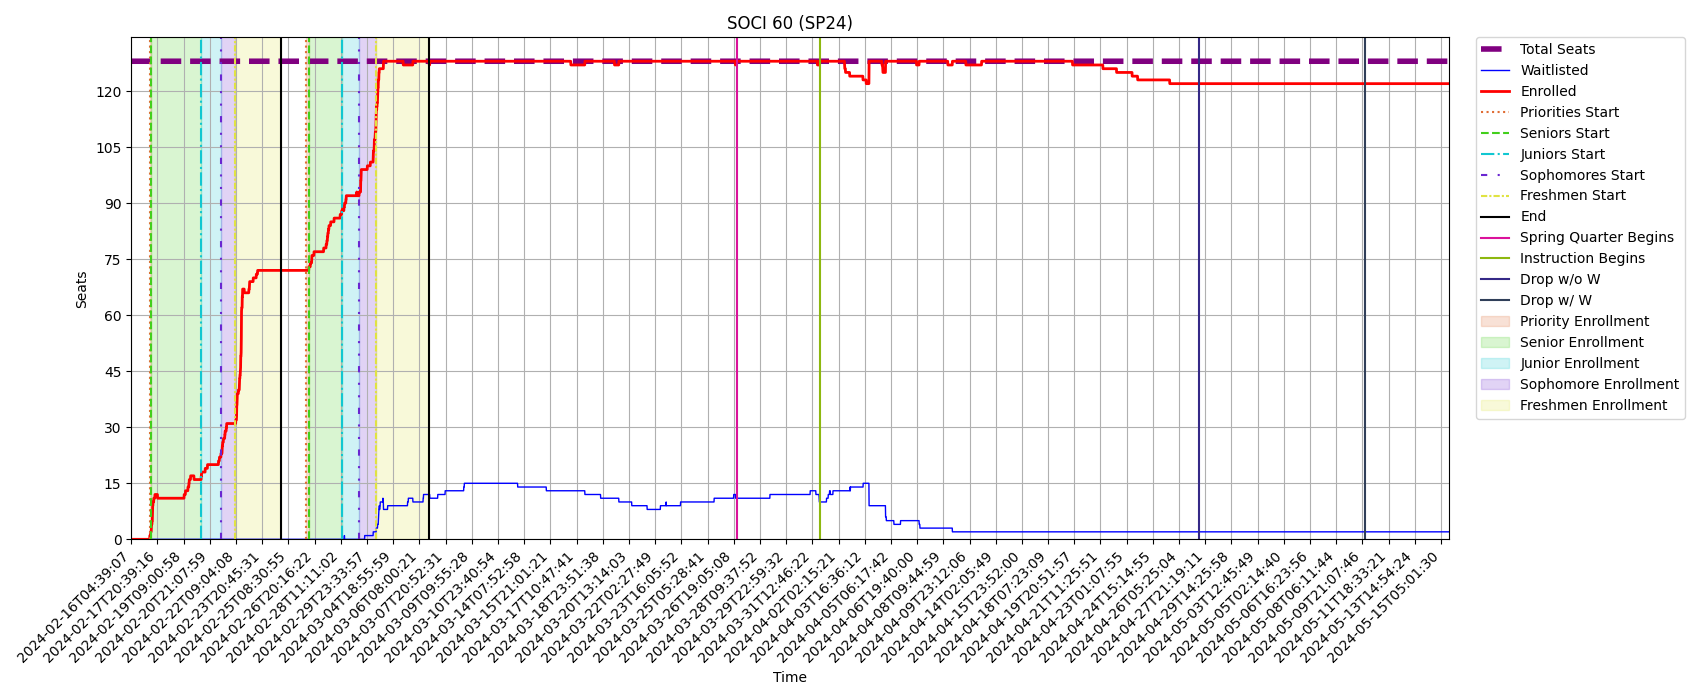 SOCI 60 (SP24)
Seats
120
105
90
75
60
45
30
15
0
2024-02-16T04:39:07
2024-02-17T20:39:16
2024-02-19T09:00:58
2024-02-20T21:07:59
2024-02-22T09:04:08
2024-02-23T20:45:31
2024-02-25T08:30:55
2024-02-26T20:16:22
2024-02-28T11:11:02
2024-02-29T23:33:57
2024-03-04T18:55:59
2024-03-06T08:00:21
2024-03-07T20:52:31
2024-03-09T09:55:28
2024-03-10T23:40:54
2024-03-14T07:52:58
2024-03-15T21:01:21
2024-03-17T10:47:41
2024-03-18T23:51:38
2024-03-20T13:14:03
2024-03-22T02:27:49
2024-03-23T16:05:52
2024-03-25T05:28:41
2024-03-26T19:05:08
2024-03-28T09:37:52
2024-03-29T22:59:32
2024-03-31T12:46:22
2024-04-02T02:15:21
2024-04-03T16:36:12
2024-04-05T06:17:42
2024-04-06T19:40:00
2024-04-08T09:44:59
2024-04-09T23:12:06
2024-04-14T02:05:49
2024-04-15T23:52:00
2024-04-18T07:23:09
2024-04-19T20:51:57
2024-04-21T11:25:51
2024-04-23T01:07:55
2024-04-24T15:14:55
2024-04-26T05:25:04
2024-04-27T21:19:11
2024-04-29T14:25:58
2024-05-03T12:45:49
2024-05-05T02:14:40
2024-05-06T16:23:56
2024-05-08T06:11:44
2024-05-09T21:07:46
2024-05-11T18:33:21
2024-05-13T14:54:24
2024-05-15T05:01:30
Time
Total Seats
Waitlisted
Enrolled
Priorities Start
Seniors Start
Juniors Start
Sophomores Start
Freshmen Start
End
Spring Quarter Begins
Instruction Begins
Drop w/o W
Drop w/ W
Priority Enrollment
Senior Enrollment
Junior Enrollment
Sophomore Enrollment
Freshmen Enrollment